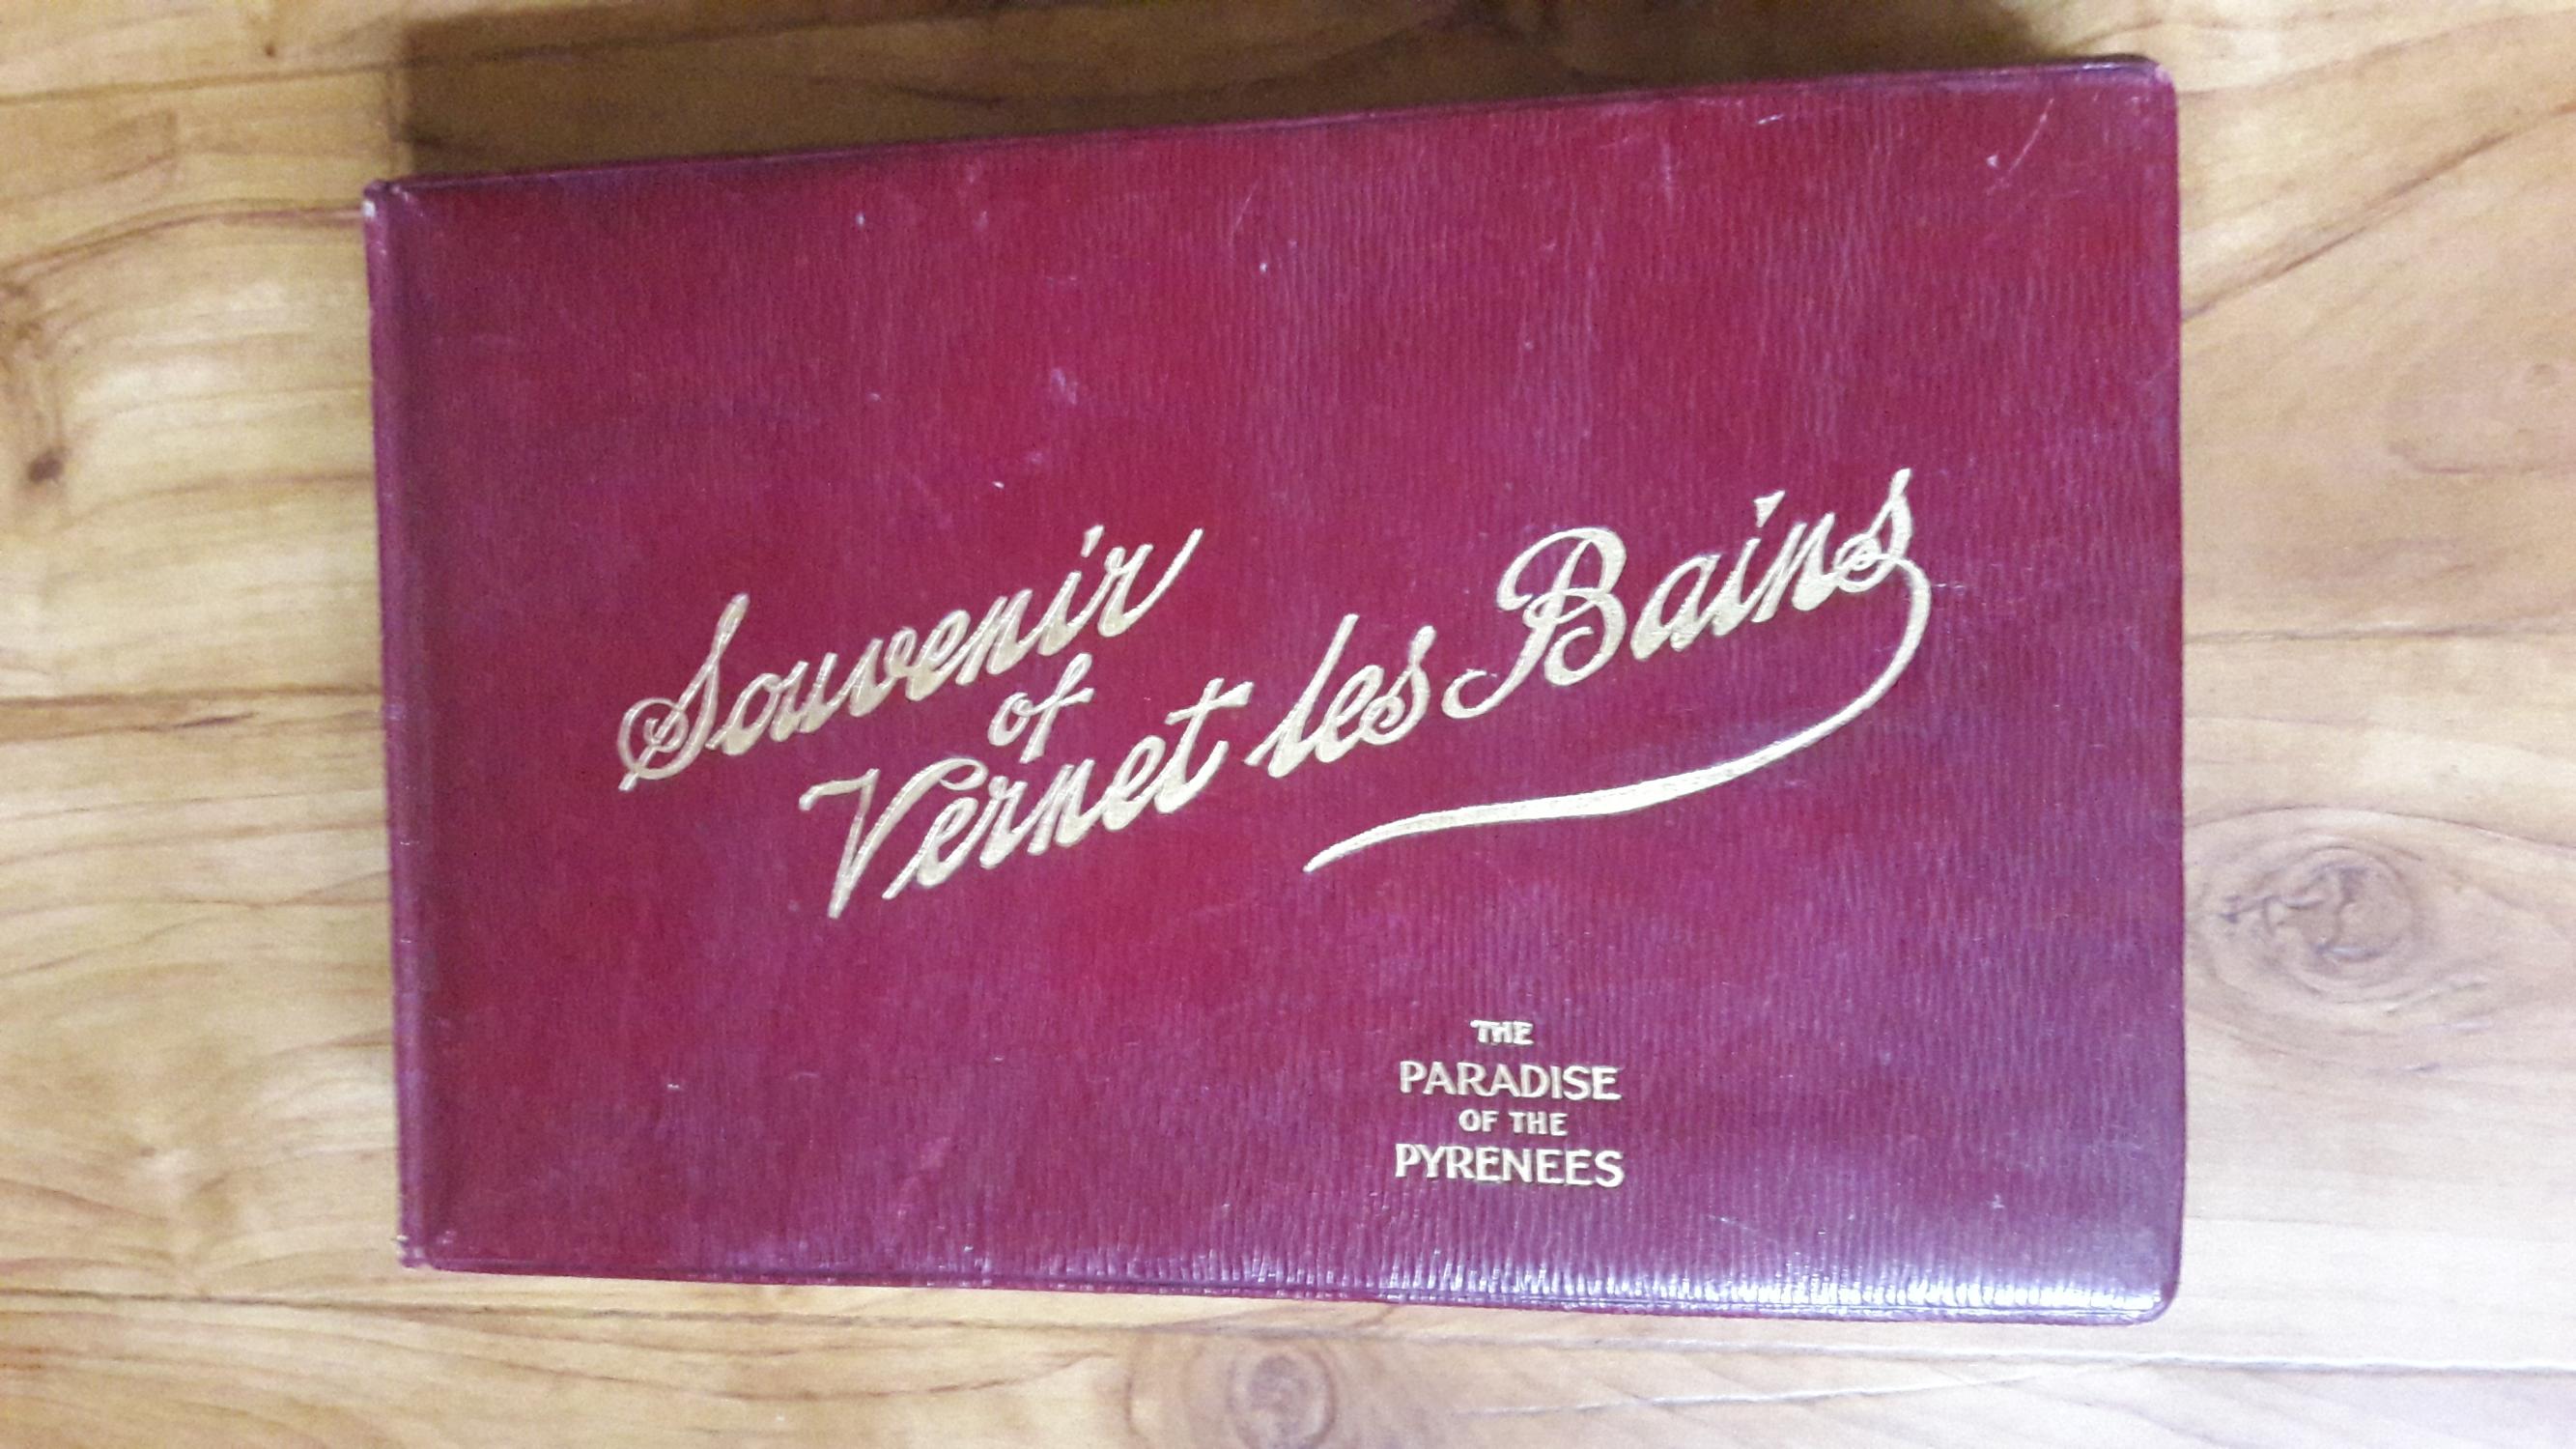 Souvenir
of
Vernet les Bains
THE
PARADISE
OF THE
PYRENEES